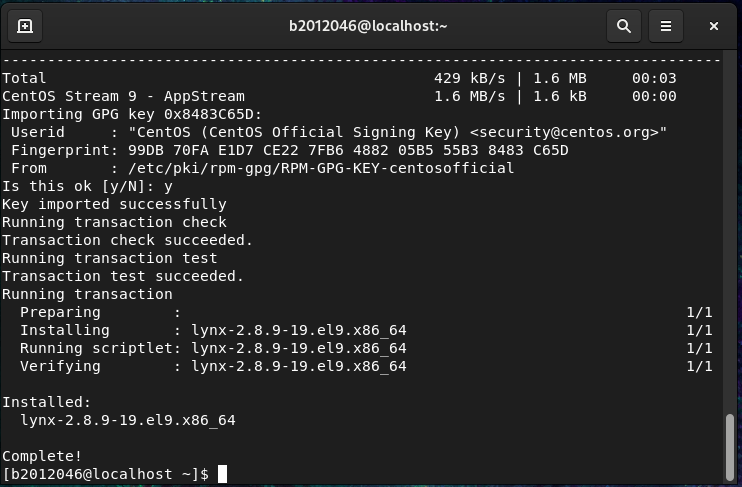 b2012046@localhost:~
--------------------------------------------------------------------------------
Total                                           429 kB/s | 1.6 MB     00:03
CentOS Stream 9 - AppStream                     1.6 MB/s | 1.6 kB     00:00
Importing GPG key 0x8483C65D:
 Userid     : "CentOS (CentOS Official Signing Key) <security@centos.org>"
 Fingerprint: 99DB 70FA E1D7 CE22 7FB6 4882 05B5 55B3 8483 C65D
 From       : /etc/pki/rpm-gpg/RPM-GPG-KEY-centosofficial
Is this ok [y/N]: y
Key imported successfully
Running transaction check
Transaction check succeeded.
Running transaction test
Transaction test succeeded.
Running transaction
  Preparing        :                                                        1/1
  Installing       : lynx-2.8.9-19.el9.x86_64                               1/1
  Running scriptlet: lynx-2.8.9-19.el9.x86_64                               1/1
  Verifying        : lynx-2.8.9-19.el9.x86_64                               1/1
Installed:
  lynx-2.8.9-19.el9.x86_64
Complete!
[b2012046@localhost ~]$